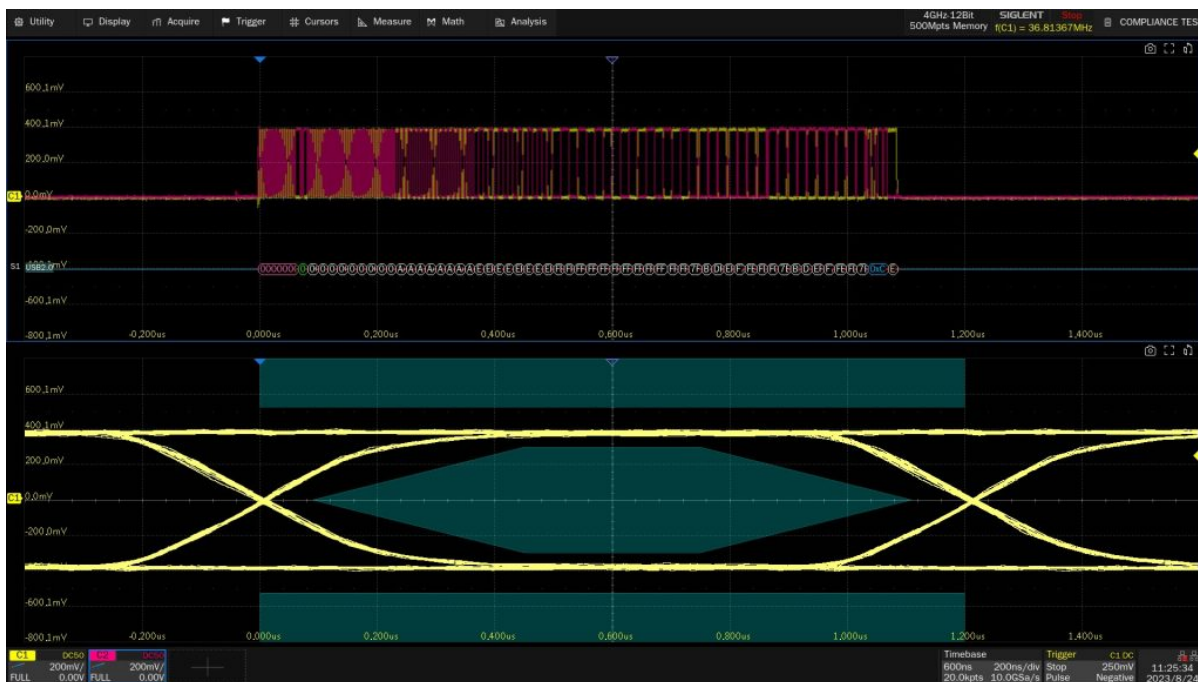 Utility Display Acquire Trigger Cursors Measure Math Analysis
4GHz-12Bit SIGLENT Stop
500Mpts Memory f(C1) = 36.81367MHz
COMPLIANCE TES
600.1mV
400.1mV
200.0mV
C1 0.0mV
-200.0mV
S1 USB2.0
-600.1mV
-800.1mV -0.200us 0.000us 0.200us 0.400us 0.600us 0.800us 1.000us 1.200us 1.400us
600.1mV
400.1mV
200.0mV
C1 0.0mV
-200.0mV
-400.1mV
-600.1mV
-800.1mV -0.200us 0.000us 0.200us 0.400us 0.600us 0.800us 1.000us 1.200us 1.400us
C1 DC50
200mV/
FULL 0.00V
C2 DC50
200mV/
FULL 0.00V
Timebase
600ns 200ns/div
20.0kpts 10.0GSa/s
Trigger C1 DC
Stop 250mV
Pulse Negative
11:25:34
2023/8/24